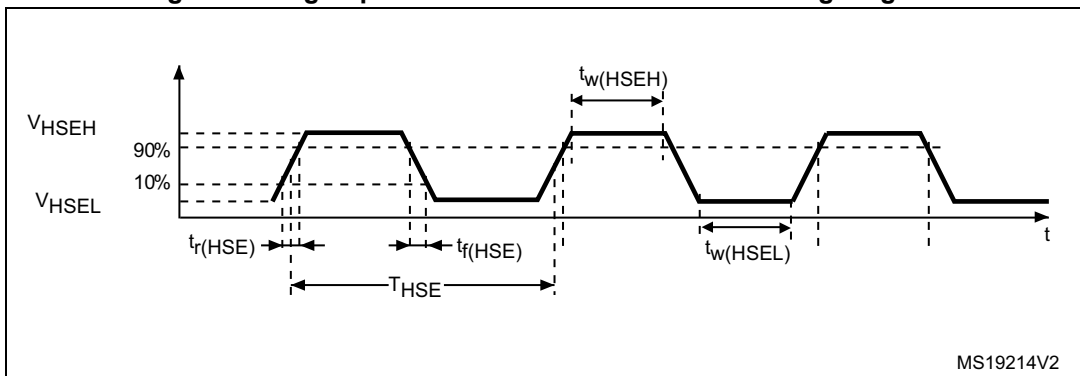 tw(HSEH)
VHSEH
90%
10%
VHSEL
tr(HSE)
tf(HSE)
tw(HSEL)
t
THSE
MS19214V2